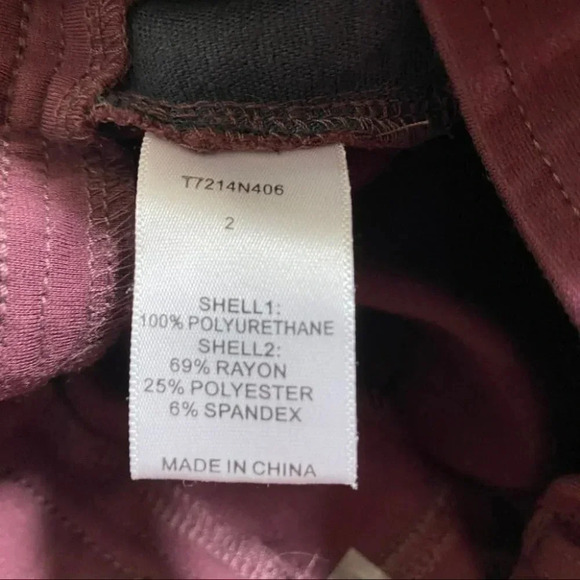 T7214N406
2
SHELL1:
100% POLYURETHANE
SHELL2:
69% RAYON
25% POLYESTER
6% SPANDEX
MADE IN CHINA